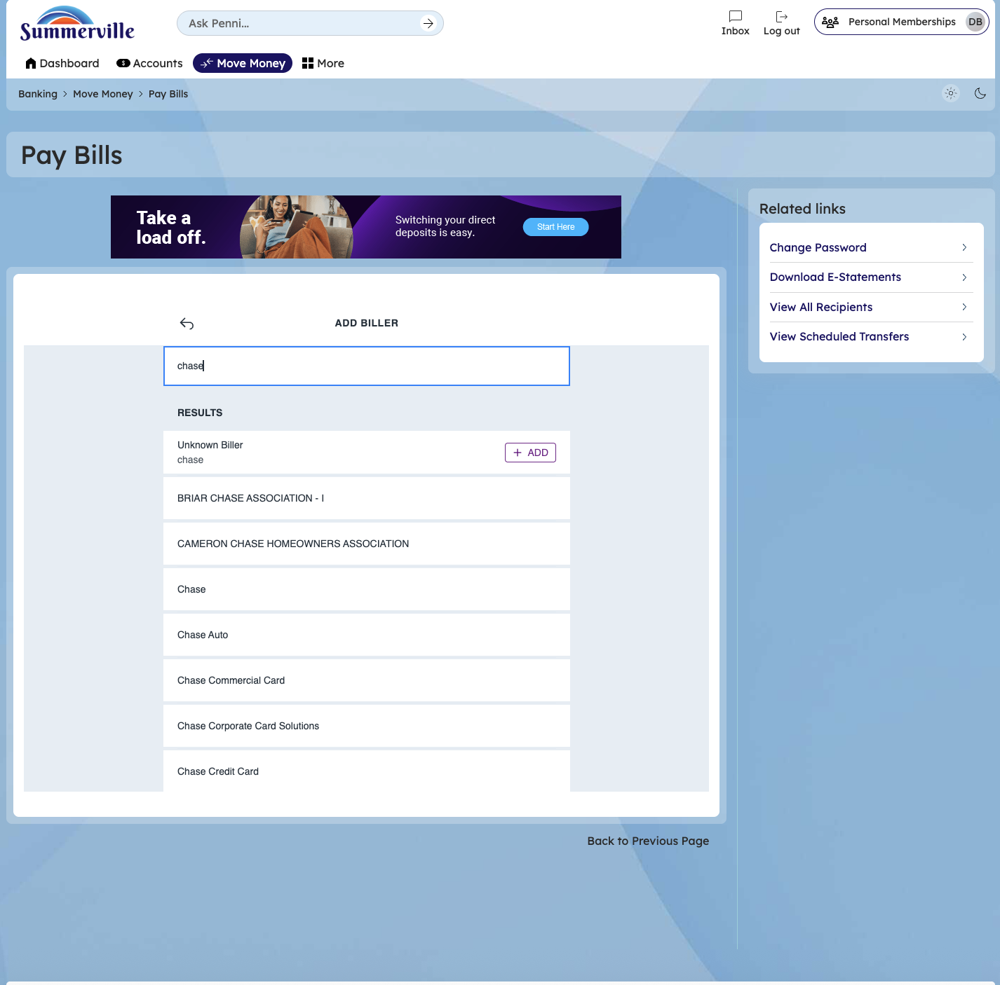 Summerville
Ask Penni...
Inbox
Log out
Personal Memberships
DB
Dashboard
Accounts
Move Money
More
Banking > Move Money > Pay Bills
Pay Bills
Take a
load off.
Switching your direct
deposits is easy.
Start Here
ADD BILLER
chase
RESULTS
Unknown Biller
chase
+ ADD
BRIAR CHASE ASSOCIATION - I
CAMERON CHASE HOMEOWNERS ASSOCIATION
Chase
Chase Auto
Chase Commercial Card
Chase Corporate Card Solutions
Chase Credit Card
Back to Previous Page
Related links
Change Password
Download E-Statements
View All Recipients
View Scheduled Transfers